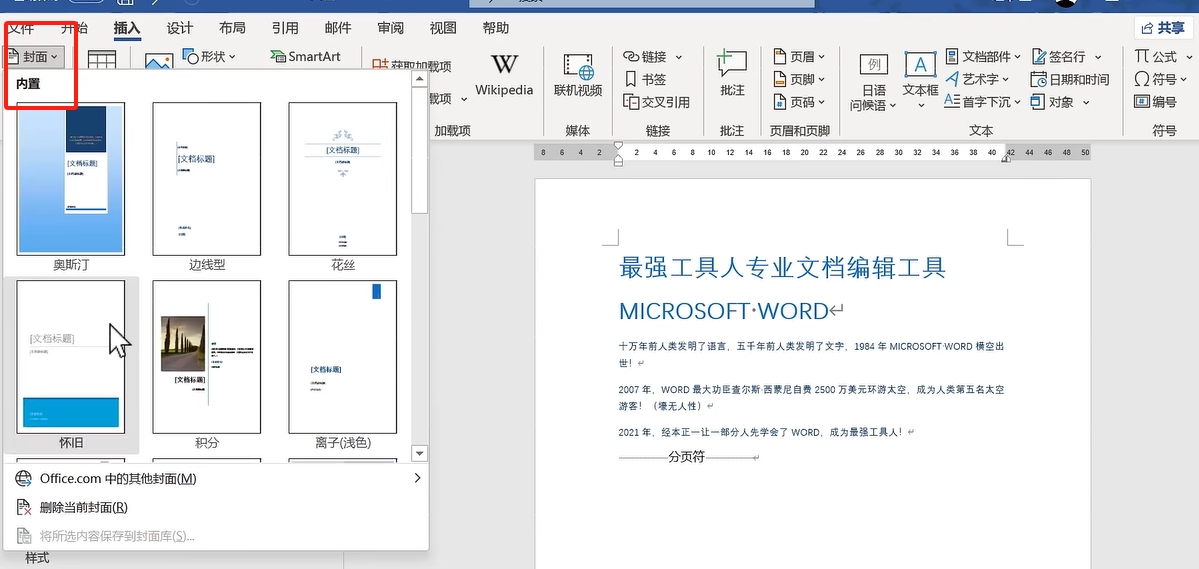 文件 开始 插入 设计 布局 引用 邮件 审阅 视图 帮助
共享
封面
形状
SmartArt
获取加载项
Wikipedia
联机视频
链接
书签
交叉引用
批注
页眉
页脚
页码
日语
问候语
文本框
文档部件
艺术字
首字下沉
签名行
日期和时间
对象
公式
符号
编号
加载项 媒体 链接 批注 页眉和页脚 文本 符号
内置
[文档标题]
[文档标题]
[文档标题]
奥斯汀 边线型 花丝
[文档标题]
[文档标题]
[文档标题]
怀旧 积分 离子(浅色)
Office.com 中的其他封面(M)
删除当前封面(R)
将所选内容保存到封面库(S)...
样式
8 6 4 2 2 4 6 8 10 12 14 16 18 20 22 24 26 28 30 32 34 36 38 40 42 44 46 48 50
最强工具人专业文档编辑工具
MICROSOFT·WORD
十万年前人类发明了语言，五千年前人类发明了文字，1984 年 MICROSOFT·WORD 横空出
世！
2007 年，WORD 最大功臣查尔斯·西蒙尼自费 2500 万美元环游太空，成为人类第五名太空
游客！（壕无人性）
2021 年，经本正一让一部分人先学会了 WORD，成为最强工具人！
分页符